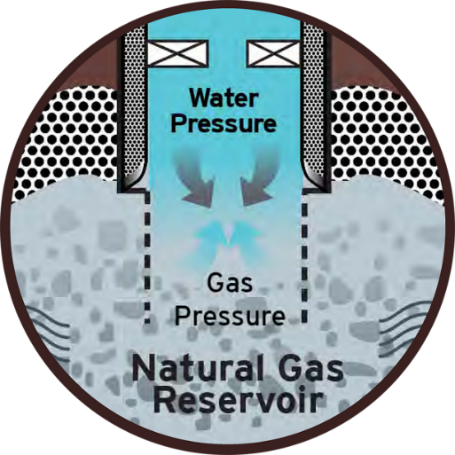 Water
Pressure
Gas
Pressure
Natural Gas
Reservoir